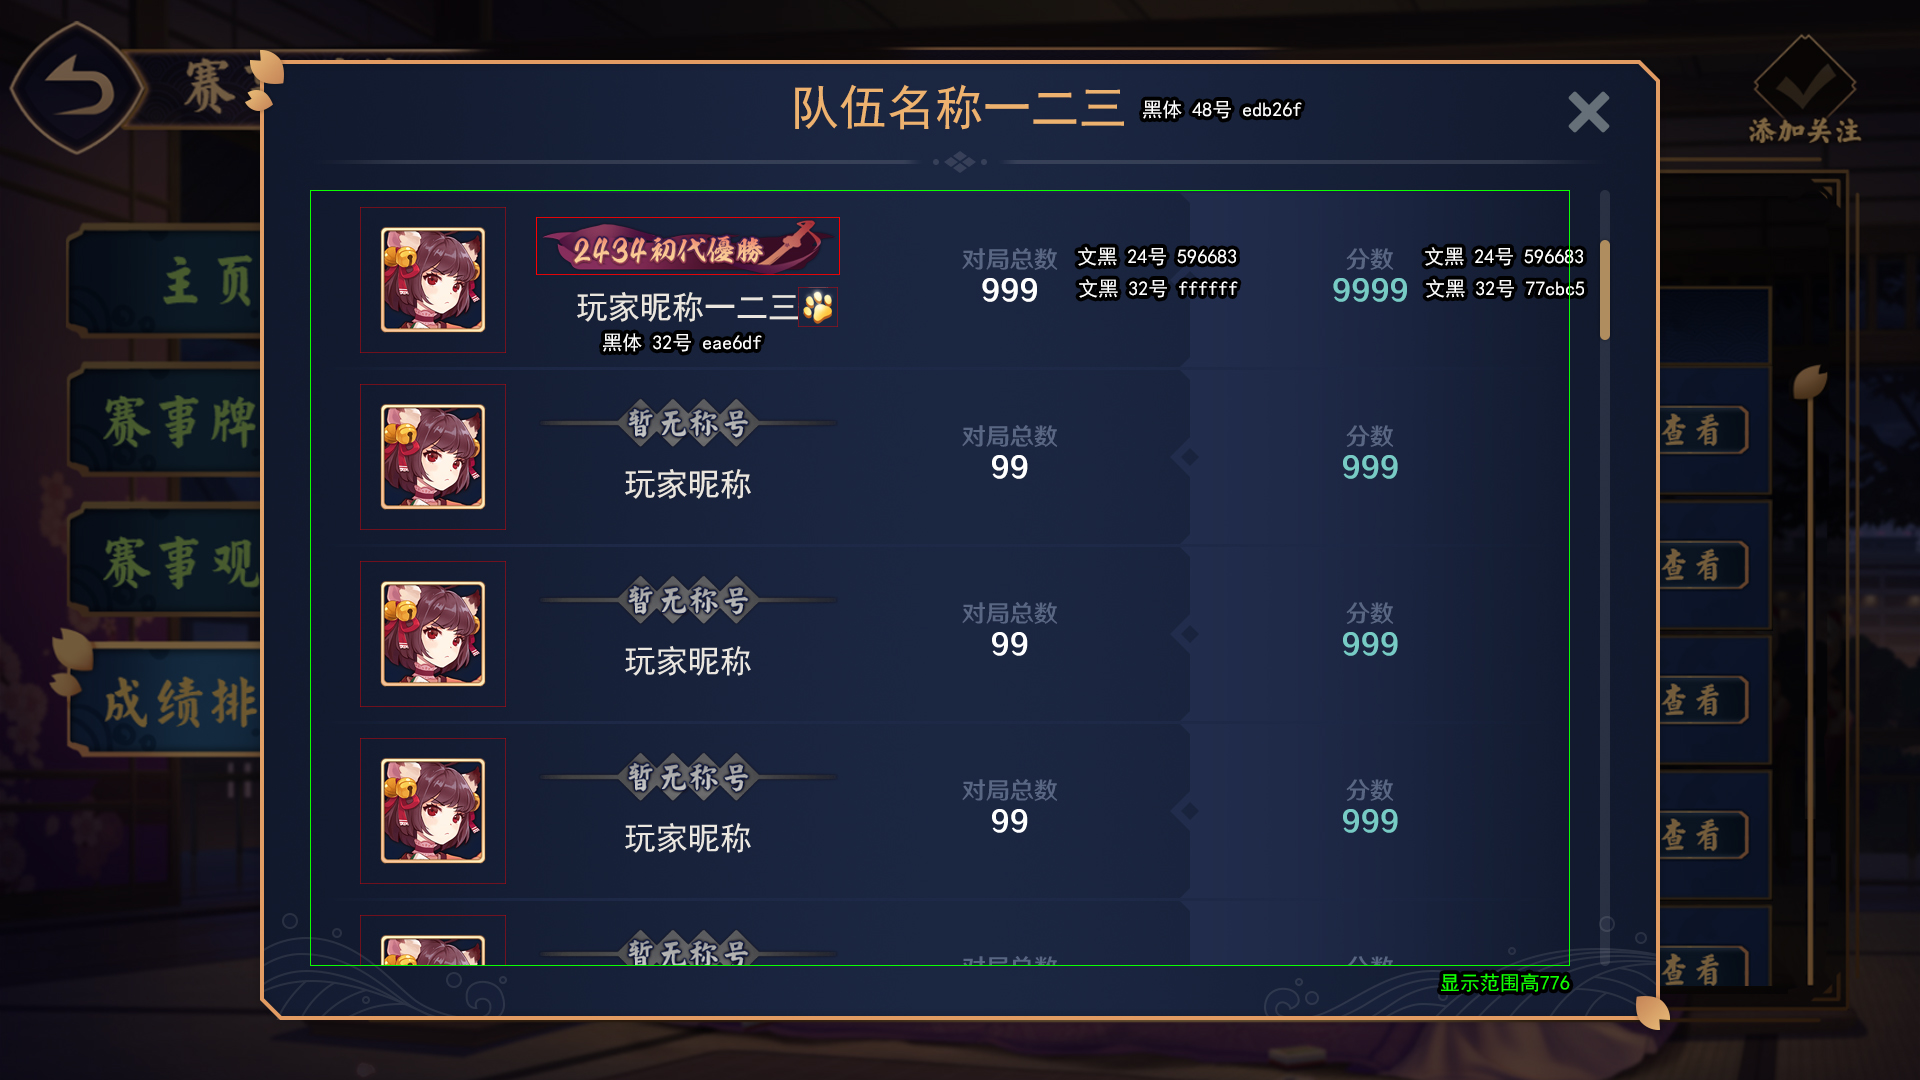 赛
添加关注
队伍名称一二三 黑体 48号 edb26f
主页
赛事牌
赛事观
成绩排
2434初代優勝
玩家昵称一二三
黑体 32号 eae6df
对局总数 文黑 24号 596683
999 文黑 32号 ffffff
分数 文黑 24号 596683
9999 文黑 32号 77cbc5
暂无称号
玩家昵称
对局总数
99
分数
999
暂无称号
玩家昵称
对局总数
99
分数
999
暂无称号
玩家昵称
对局总数
99
分数
999
暂无称号
对局总数
分数
显示范围高776
查看
查看
查看
查看
查看